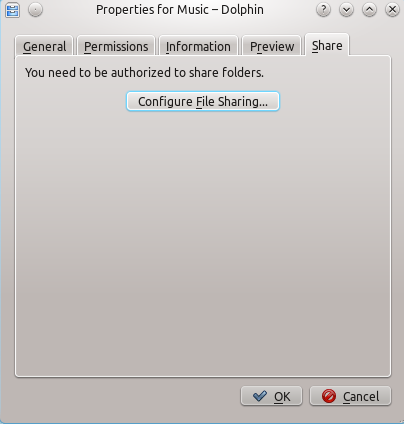 Properties for Music – Dolphin
General Permissions Information Preview Share
You need to be authorized to share folders.
Configure File Sharing...
OK Cancel